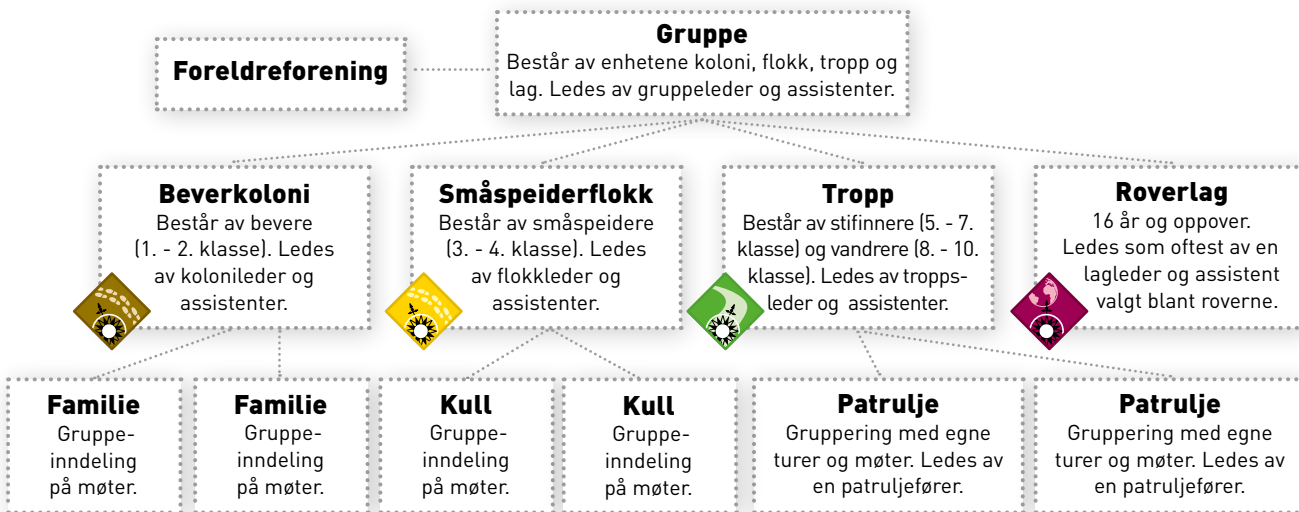 Foreldreforening
Gruppe
Består av enhetene koloni, flokk, tropp og
lag. Ledes av gruppeleder og assistenter.
Beverkoloni
Består av bevere
(1. - 2. klasse). Ledes
av kolonileder og
assistenter.
Småspeiderflokk
Består av småspeidere
(3. - 4. klasse). Ledes
av flokkleder og
assistenter.
Tropp
Består av stifinnere (5. - 7.
klasse) og vandrere (8. - 10.
klasse). Ledes av tropps-
leder og assistenter.
Roverlag
16 år og oppover.
Ledes som oftest av en
lagleder og assistent
valgt blant roverne.
Familie
Gruppe-
inndeling
på møter.
Familie
Gruppe-
inndeling
på møter.
Kull
Gruppe-
inndeling
på møter.
Kull
Gruppe-
inndeling
på møter.
Patrulje
Gruppering med egne
turer og møter. Ledes av
en patruljefører.
Patrulje
Gruppering med egne
turer og møter. Ledes av
en patruljefører.